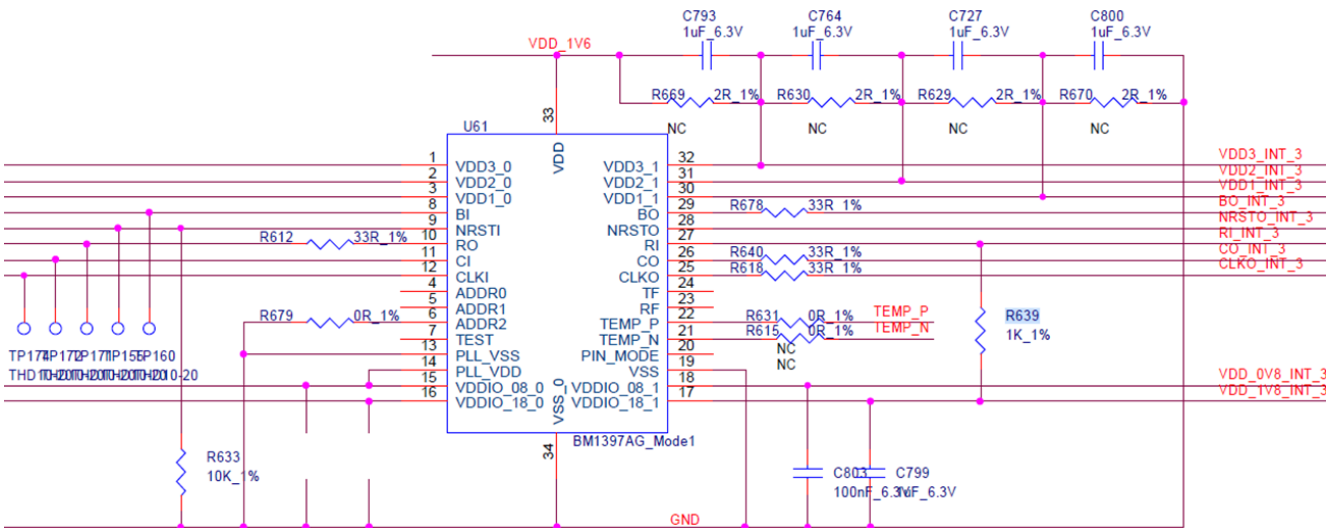 C793
1uF_6.3V
C764
1uF_6.3V
C727
1uF_6.3V
C800
1uF_6.3V
VDD_1V6
R669 2R_1%
NC
R630 2R_1%
NC
R629 2R_1%
NC
R670 2R_1%
NC
33
U61
VDD
1 VDD3_0
2 VDD2_0
3 VDD1_0
8 BI
9 NRSTI
10 RO
11 CI
12 CLKI
4 ADDR0
5 ADDR1
6 ADDR2
7 TEST
13 PLL_VSS
14 PLL_VDD
15 VDDIO_08_0
16 VDDIO_18_0
VSS_0
34
VDD3_1 32
VDD2_1 31
VDD1_1 30
BO 29
NRSTO 28
RI 27
CO 26
CLKO 25
TF 24
RF 23
TEMP_P 22
TEMP_N 21
PIN_MODE 20
VSS 19
VDDIO_08_1 18
VDDIO_18_1 17
BM1397AG_Mode1
R612 33R_1%
R679 0R_1%
R678 33R_1%
R640 33R_1%
R618 33R_1%
R631 0R_1% TEMP_P
R615 0R_1% TEMP_N
NC
NC
VDD3_INT_3
VDD2_INT_3
VDD1_INT_3
BO_INT_3
NRSTO_INT_3
RI_INT_3
CO_INT_3
CLKO_INT_3
R639
1K_1%
VDD_0V8_INT_3
VDD_1V8_INT_3
TP160
R633
10K_1%
C803
100nF_6.3V
C799
1uF_6.3V
GND